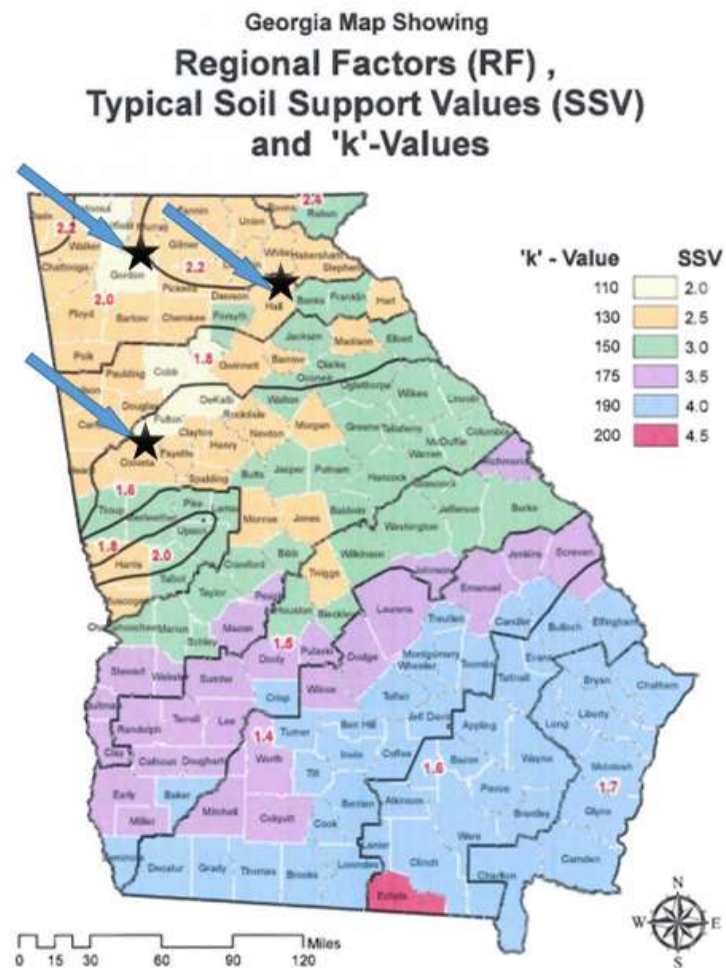 Georgia Map Showing
Regional Factors (RF) ,
Typical Soil Support Values (SSV)
and 'k'-Values
'k' - Value SSV
110 2.0
130 2.5
150 3.0
175 3.5
190 4.0
200 4.5
2.4
Rabun
Union
2.2
Walker
Murray
Gilmer
White
Habersham
Chattooga
Gordon
2.2
Pickens
Dawson
Hall
Banks
Franklin
Hart
2.0
Floyd
Bartow
Cherokee
Forsyth
Jackson
Madison
Elbert
Polk
Paulding
Cobb
1.8
Gwinnett
Barrow
Clarke
Oconee
Oglethorpe
Wilkes
Lincoln
DeKalb
Walton
Fulton
Rockdale
Clayton
Newton
Morgan
Greene
Taliaferro
McDuffie
Columbia
Coweta
Fayette
Henry
Warren
Richmond
Spalding
Butts
Jasper
Putnam
Hancock
Glascock
1.6
Troup
Meriwether
Pike
Lamar
Monroe
Jones
Baldwin
Washington
Jefferson
Burke
Upson
1.8
2.0
Harris
Talbot
Crawford
Bibb
Twiggs
Wilkinson
Johnson
Emanuel
Jenkins
Screven
Taylor
Peach
Houston
Bleckley
Laurens
Marion
Schley
Macon
1.5
Pulaski
Dodge
Treutlen
Candler
Bulloch
Effingham
Stewart
Webster
Sumter
Dooly
Wilcox
Montgomery
Wheeler
Toombs
Tattnall
Evans
Bryan
Chatham
Crisp
Telfair
Randolph
Terrell
Lee
1.4
Turner
Ben Hill
Jeff Davis
Appling
Long
Liberty
Clay
Calhoun
Dougherty
Worth
Tift
Coffee
1.6
Bacon
Wayne
McIntosh
1.7
Early
Baker
Mitchell
Berrien
Atkinson
Pierce
Brantley
Glynn
Miller
Colquitt
Cook
Lanier
Ware
Clinch
Camden
Decatur
Grady
Thomas
Brooks
Lowndes
Charlton
Echols
Miles
0 15 30 60 90 120
N
W E
S